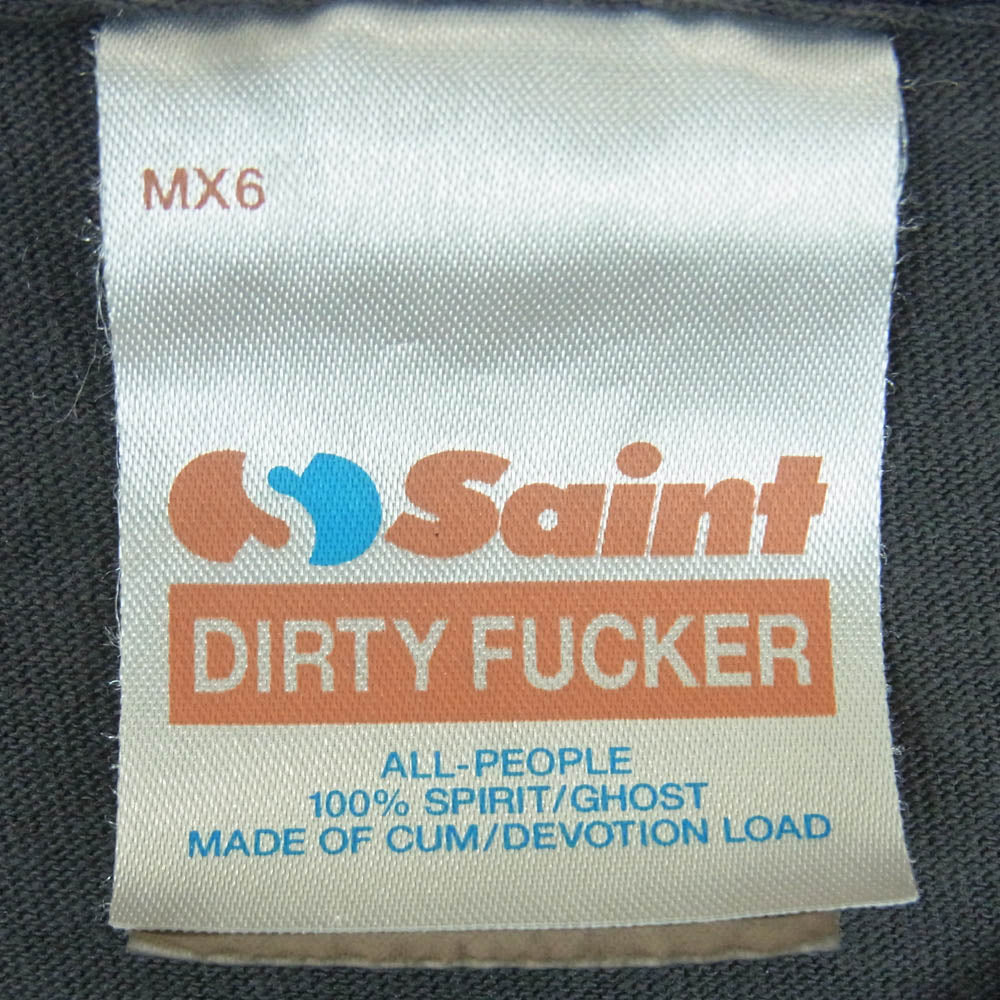 MX6
Saint
DIRTY FUCKER
ALL-PEOPLE
100% SPIRIT/GHOST
MADE OF CUM/DEVOTION LOAD